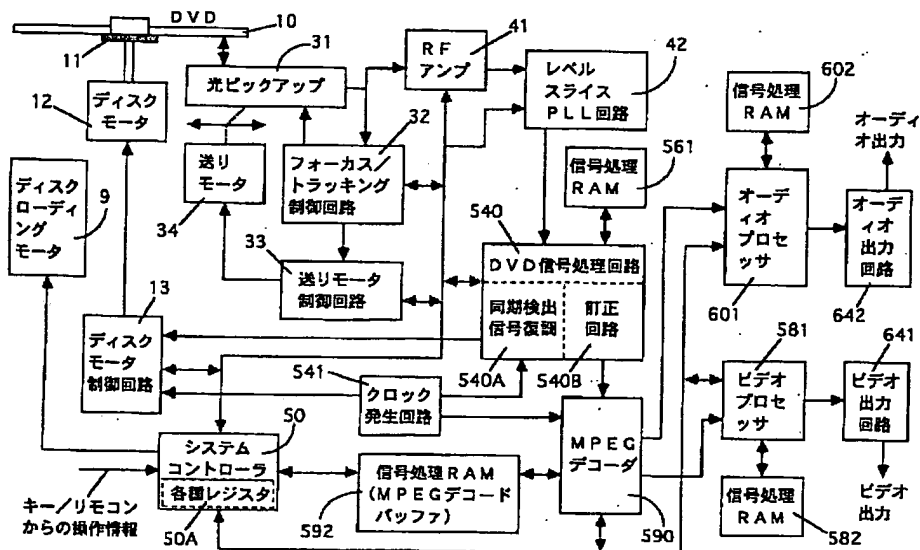 DVD
10
11
31
光ピックアップ
41
RF
アンプ
42
レベル
スライス
PLL回路
602
信号処理
RAM
12
ディスク
モータ
32
フォーカス/
トラッキング
制御回路
送り
モータ
34
561
信号処理
RAM
オーディ
オ出力
オーディ
オプロセ
ッサ
601
オーディ
オ出力
回路
642
9
ディスク
ローディング
モータ
33
送りモータ
制御回路
540
DVD信号処理回路
同期検出
信号復調
訂正
回路
540A
540B
13
ディスク
モータ
制御回路
541
クロック
発生回路
581
ビデオ
プロセ
ッサ
641
ビデオ
出力
回路
50
システム
コントローラ
各種レジスタ
50A
キー/リモコン
からの操作情報
信号処理RAM
(MPEGデコード
バッファ)
592
MPEG
デコーダ
590
信号処理
RAM
582
ビデオ
出力